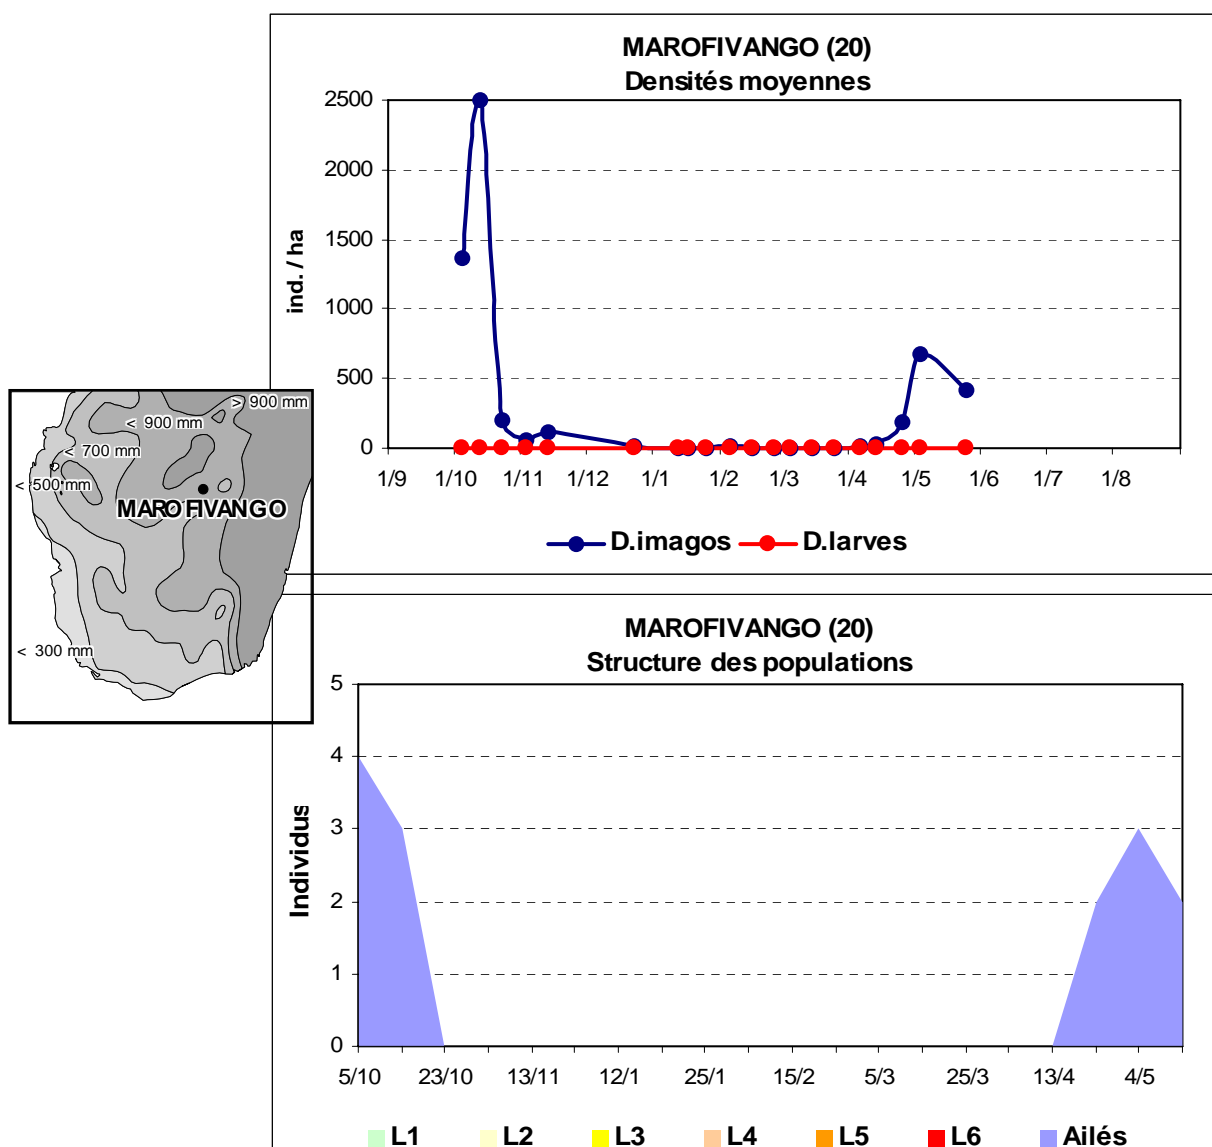 MAROFIVANGO (20)
Densités moyennes
2500
2000
1500
1000
500
0
ind. / ha
1/9 1/10 1/11 1/12 1/1 1/2 1/3 1/4 1/5 1/6 1/7 1/8
D.imagos D.larves
> 900 mm
< 900 mm
< 700 mm
< 500 mm
MAROFIVANGO
< 300 mm
MAROFIVANGO (20)
Structure des populations
5
4
3
2
1
0
Individus
5/10 23/10 13/11 12/1 25/1 15/2 5/3 25/3 13/4 4/5
L1 L2 L3 L4 L5 L6 Ailés